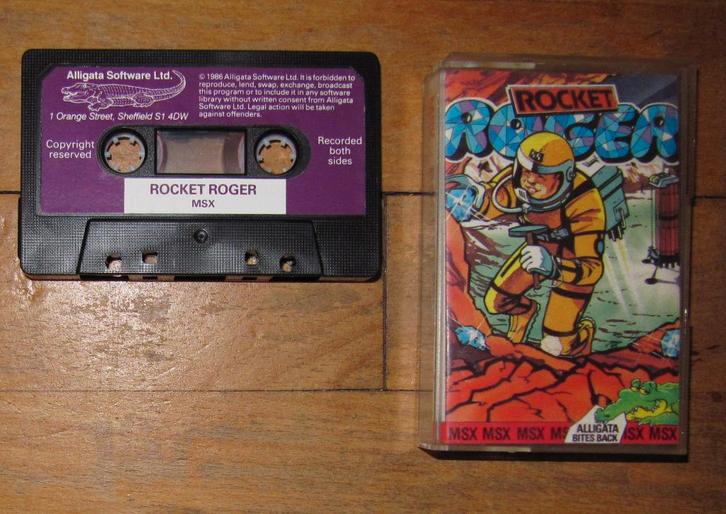 Alligata Software Ltd.
1 Orange Street, Sheffield S1 4DW
© 1986 Alligata Software Ltd. It is forbidden to
reproduce, lend, swap, exchange, broadcast
this program or to include it in any software
library without written consent from Alligata
Software Ltd. Legal action will be taken
against offenders.
Copyright
reserved
Recorded
both
sides
ROCKET ROGER
MSX
ROCKET
ROGER
MSX MSX MSX MS
ALLIGATA
BITES BACK
MSX MSX